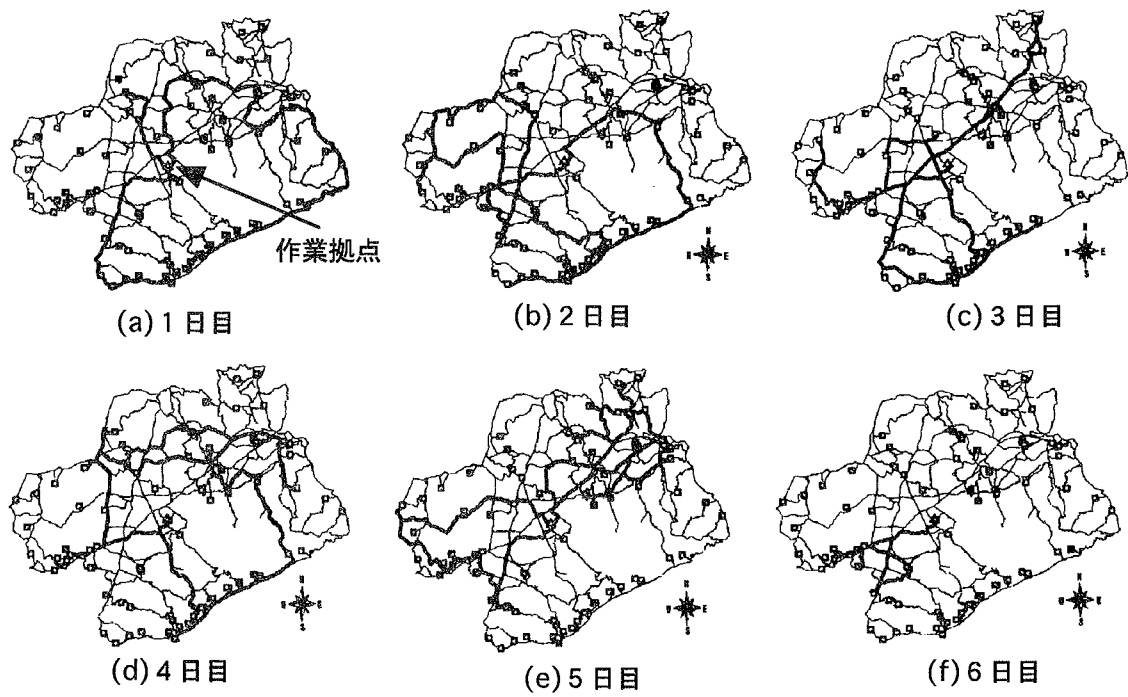 作業拠点
(a) 1 日目
(b) 2 日目
(c) 3 日目
(d) 4 日目
(e) 5 日目
(f) 6 日目